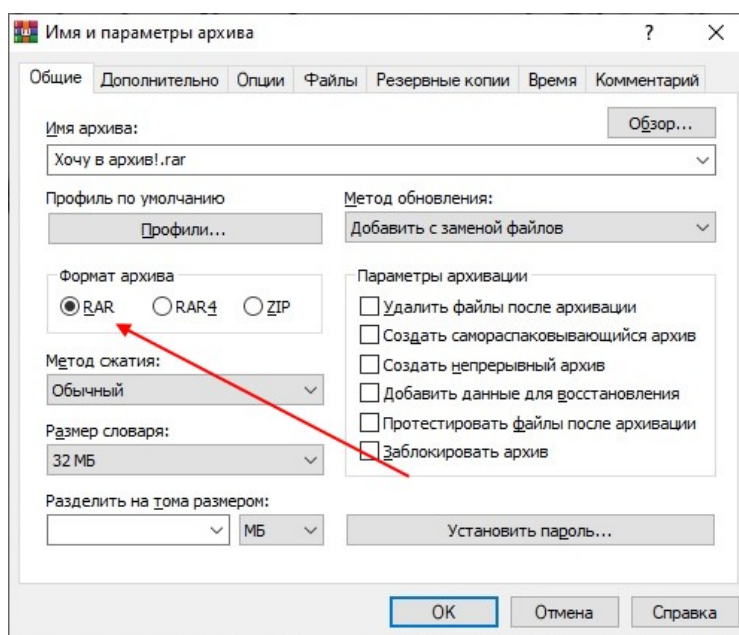 Имя и параметры архива
Общие Дополнительно Опции Файлы Резервные копии Время Комментарий
Имя архива:
Обзор...
Хочу в архив!.rar
Профиль по умолчанию
Профили...
Метод обновления:
Добавить с заменой файлов
Формат архива
RAR RAR4 ZIP
Метод сжатия:
Обычный
Размер словаря:
32 МБ
Разделить на тома размером:
МБ
Параметры архивации
Удалить файлы после архивации
Создать самораспаковывающийся архив
Создать непрерывный архив
Добавить данные для восстановления
Протестировать файлы после архивации
Заблокировать архив
Установить пароль...
ОК Отмена Справка